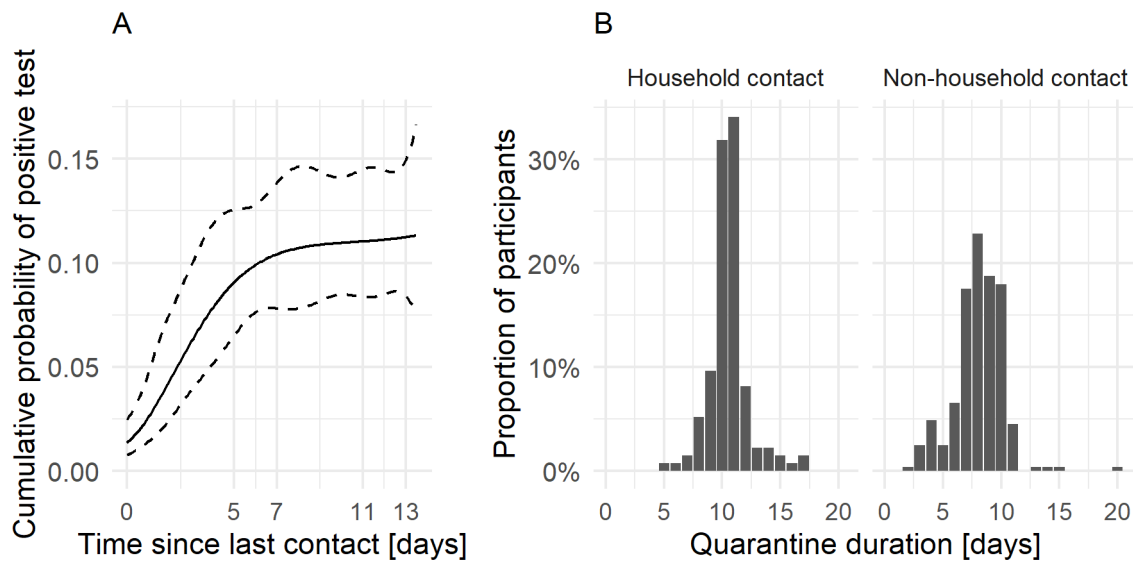 A
Cumulative probability of positive test
0.15
0.10
0.05
0.00
0 5 7 11 13
Time since last contact [days]
B
Household contact Non-household contact
Proportion of participants
30%
20%
10%
0%
0 5 10 15 20 0 5 10 15 20
Quarantine duration [days]